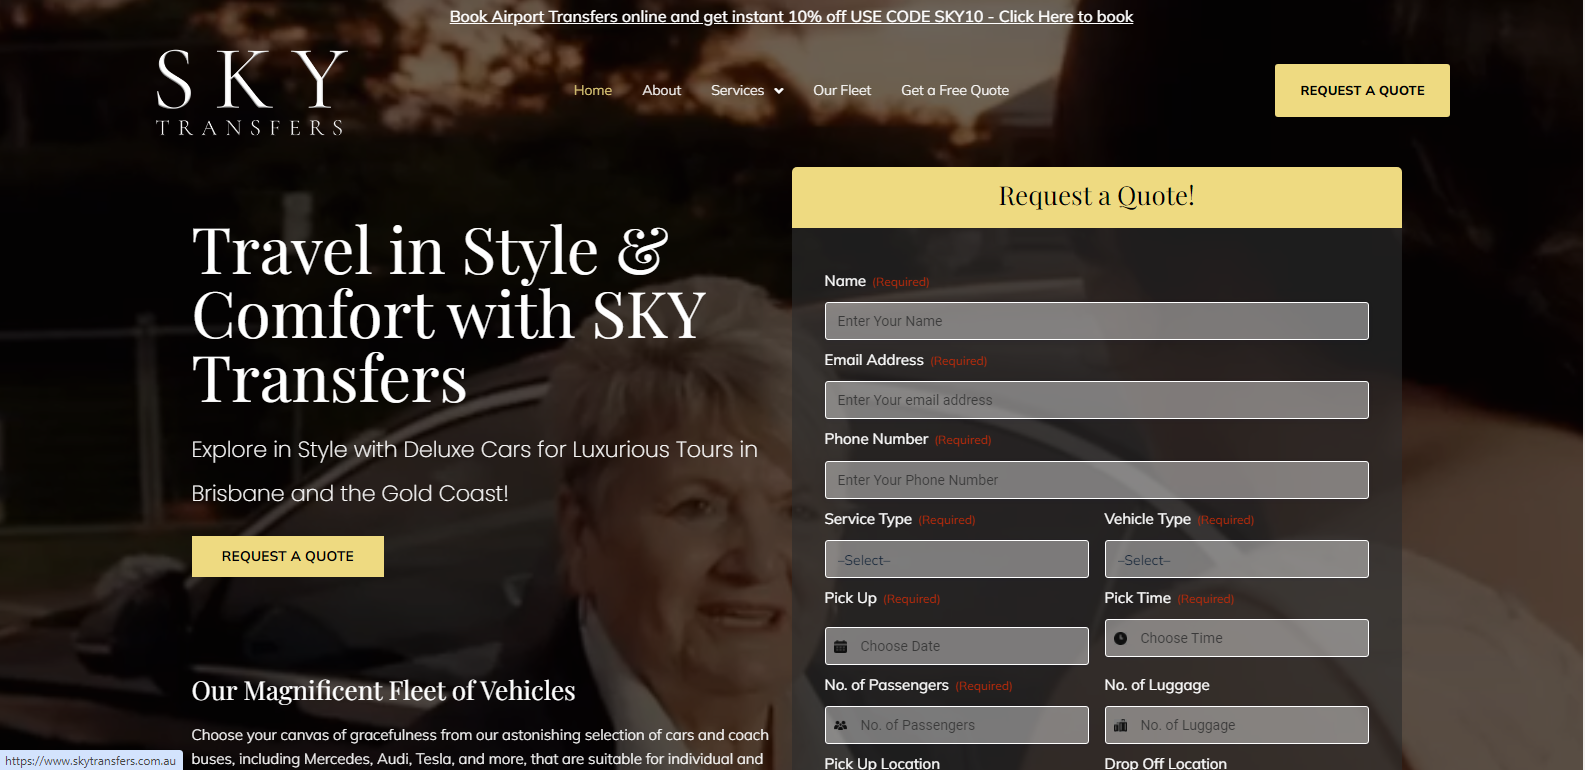 Book Airport Transfers online and get instant 10% off USE CODE SKY10 - Click Here to book
SKY
TRANSFERS
Home About Services Our Fleet Get a Free Quote
REQUEST A QUOTE
Travel in Style &
Comfort with SKY
Transfers
Explore in Style with Deluxe Cars for Luxurious Tours in
Brisbane and the Gold Coast!
REQUEST A QUOTE
Our Magnificent Fleet of Vehicles
Choose your canvas of gracefulness from our astonishing selection of cars and coach
buses, including Mercedes, Audi, Tesla, and more, that are suitable for individual and
Request a Quote!
Name (Required)
Enter Your Name
Email Address (Required)
Enter Your email address
Phone Number (Required)
Enter Your Phone Number
Service Type (Required) Vehicle Type (Required)
–Select– –Select–
Pick Up (Required) Pick Time (Required)
Choose Date Choose Time
No. of Passengers (Required) No. of Luggage
No. of Passengers No. of Luggage
Pick Up Location Drop Off Location
https://www.skytransfers.com.au